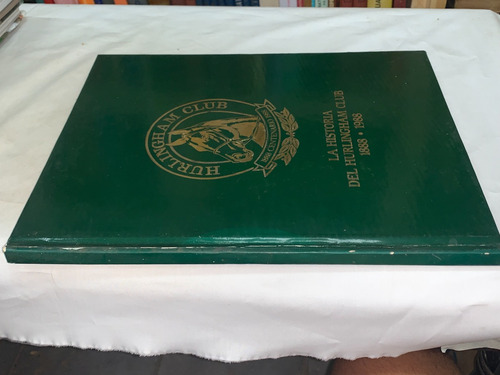 HURLINGHAM CLUB
LA HISTORIA
DEL HURLINGHAM CLUB
1888 • 1988